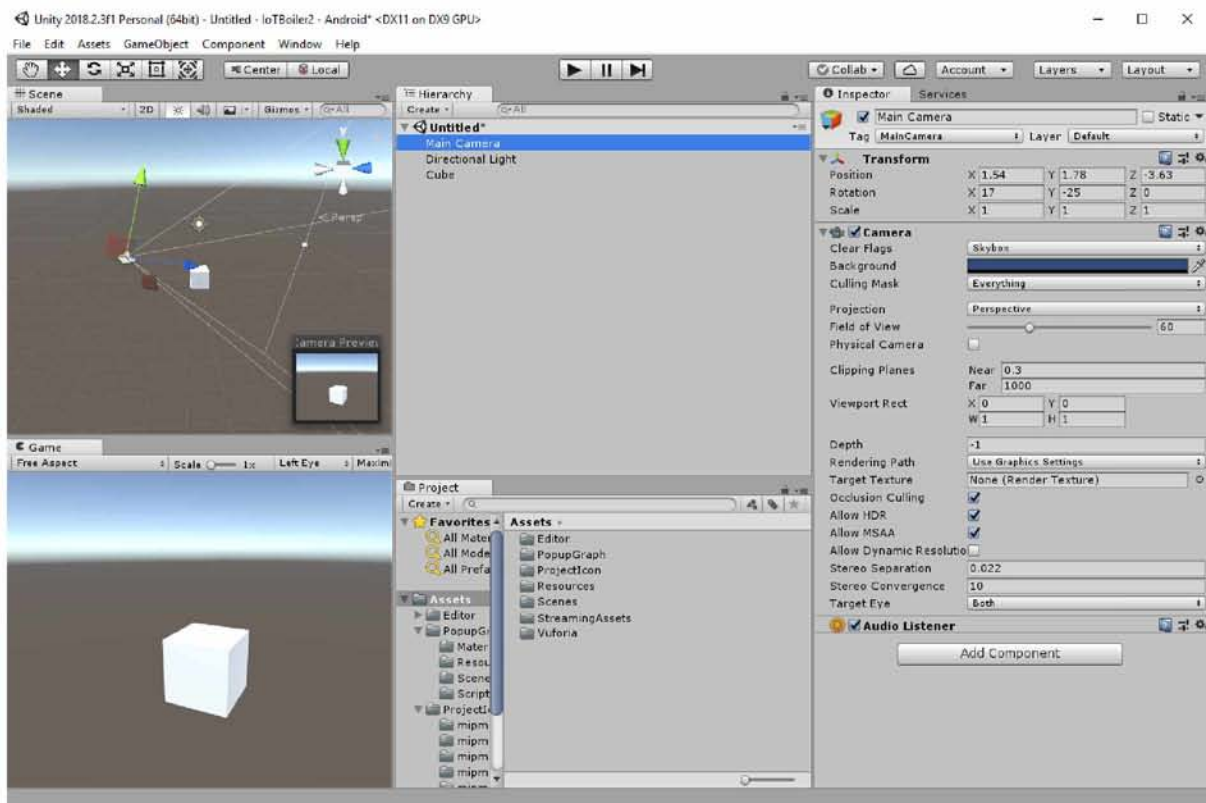 Unity 2018.2.3f1 Personal (64bit) - Untitled - IoTBoiler2 - Android* <DX11 on DX9 GPU>
File Edit Assets GameObject Component Window Help
Center Local
Collab Account Layers Layout
Scene
Shaded 2D Gizmos All
y
< Persp
Camera Preview
Game
Free Aspect Scale 1x Left Eye Maxim
Hierarchy
Create All
Untitled*
Main Camera
Directional Light
Cube
Project
Create
Favorites
All Mater
All Mode
All Prefa
Assets
Editor
PopupGr
Mater
Resou
Scene
Script
ProjectIc
mipm
mipm
mipm
mipm
mipm
Assets
Editor
PopupGraph
ProjectIcon
Resources
Scenes
StreamingAssets
Vuforia
Inspector Services
Main Camera Static
Tag MainCamera Layer Default
Transform
Position X 1.54 Y 1.78 Z -3.63
Rotation X 17 Y -25 Z 0
Scale X 1 Y 1 Z 1
Camera
Clear Flags Skybox
Background
Culling Mask Everything
Projection Perspective
Field of View 60
Physical Camera
Clipping Planes Near 0.3
Far 1000
Viewport Rect X 0 Y 0
W 1 H 1
Depth -1
Rendering Path Use Graphics Settings
Target Texture None (Render Texture)
Occlusion Culling
Allow HDR
Allow MSAA
Allow Dynamic Resolutio
Stereo Separation 0.022
Stereo Convergence 10
Target Eye Both
Audio Listener
Add Component